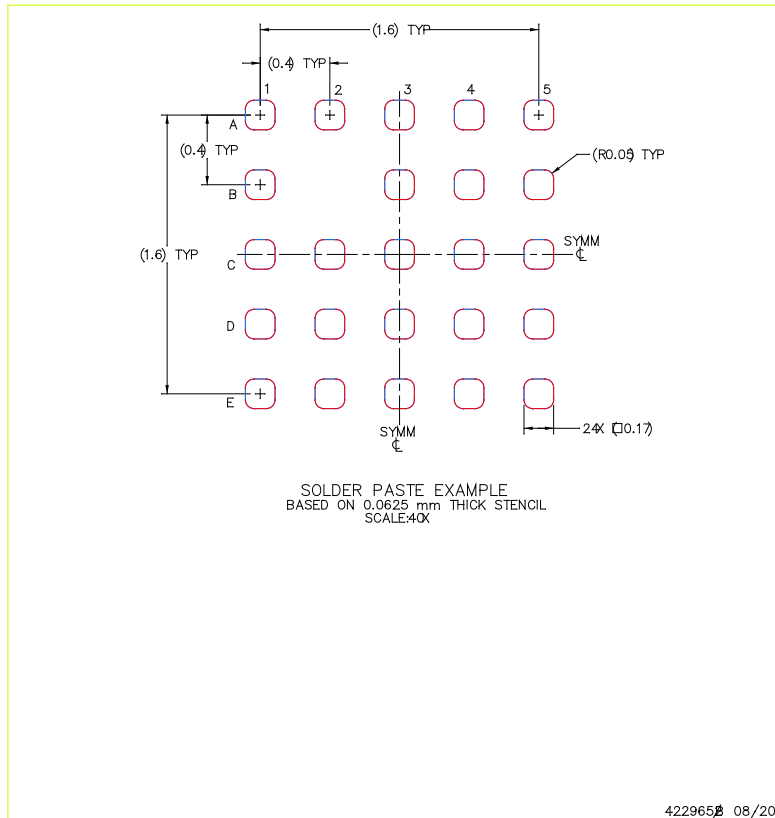 (1.6) TYP
(0.4) TYP
1 2 3 4 5
A
(0.4) TYP
(R0.05) TYP
B
SYMM
℄
(1.6) TYP
C
D
E
24X (□0.17)
SYMM
℄
SOLDER PASTE EXAMPLE
BASED ON 0.0625 mm THICK STENCIL
SCALE:40X
08/20